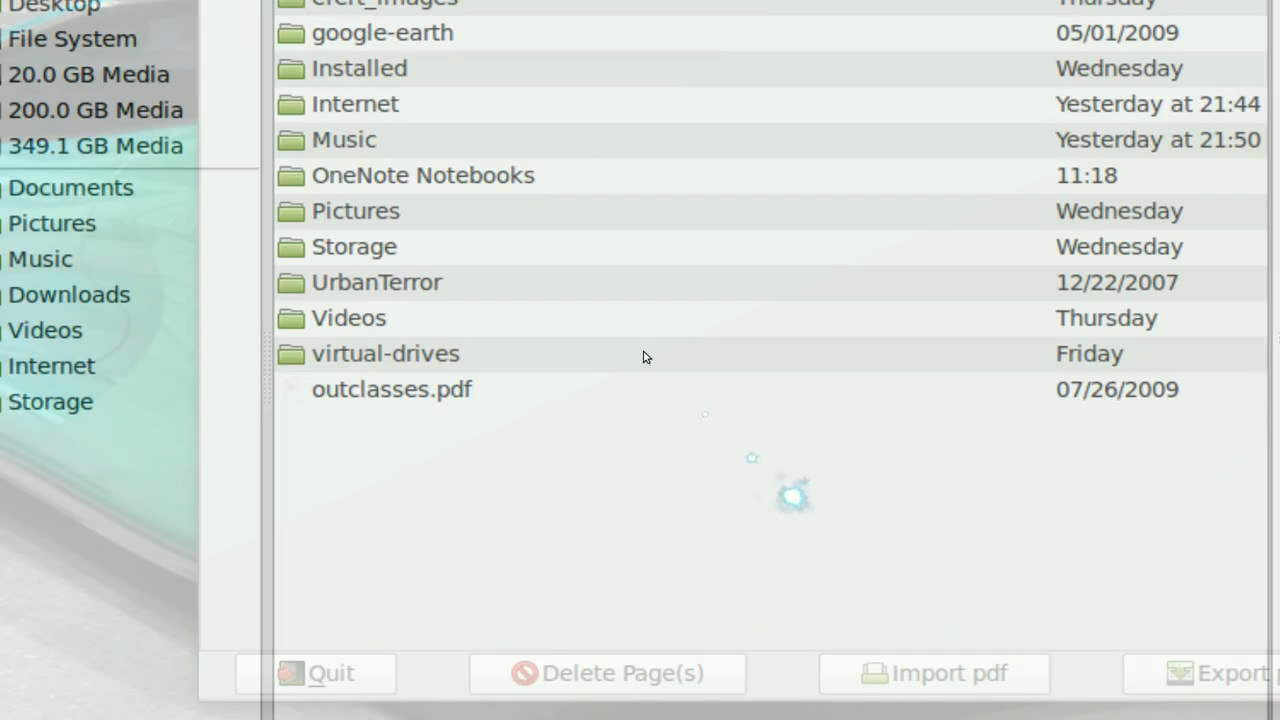 Desktop
File System
20.0 GB Media
200.0 GB Media
349.1 GB Media
Documents
Pictures
Music
Downloads
Videos
Internet
Storage
Thursday
google-earth 05/01/2009
Installed Wednesday
Internet Yesterday at 21:44
Music Yesterday at 21:50
OneNote Notebooks 11:18
Pictures Wednesday
Storage Wednesday
UrbanTerror 12/22/2007
Videos Thursday
virtual-drives Friday
outclasses.pdf 07/26/2009
Quit Delete Page(s) Import pdf Export